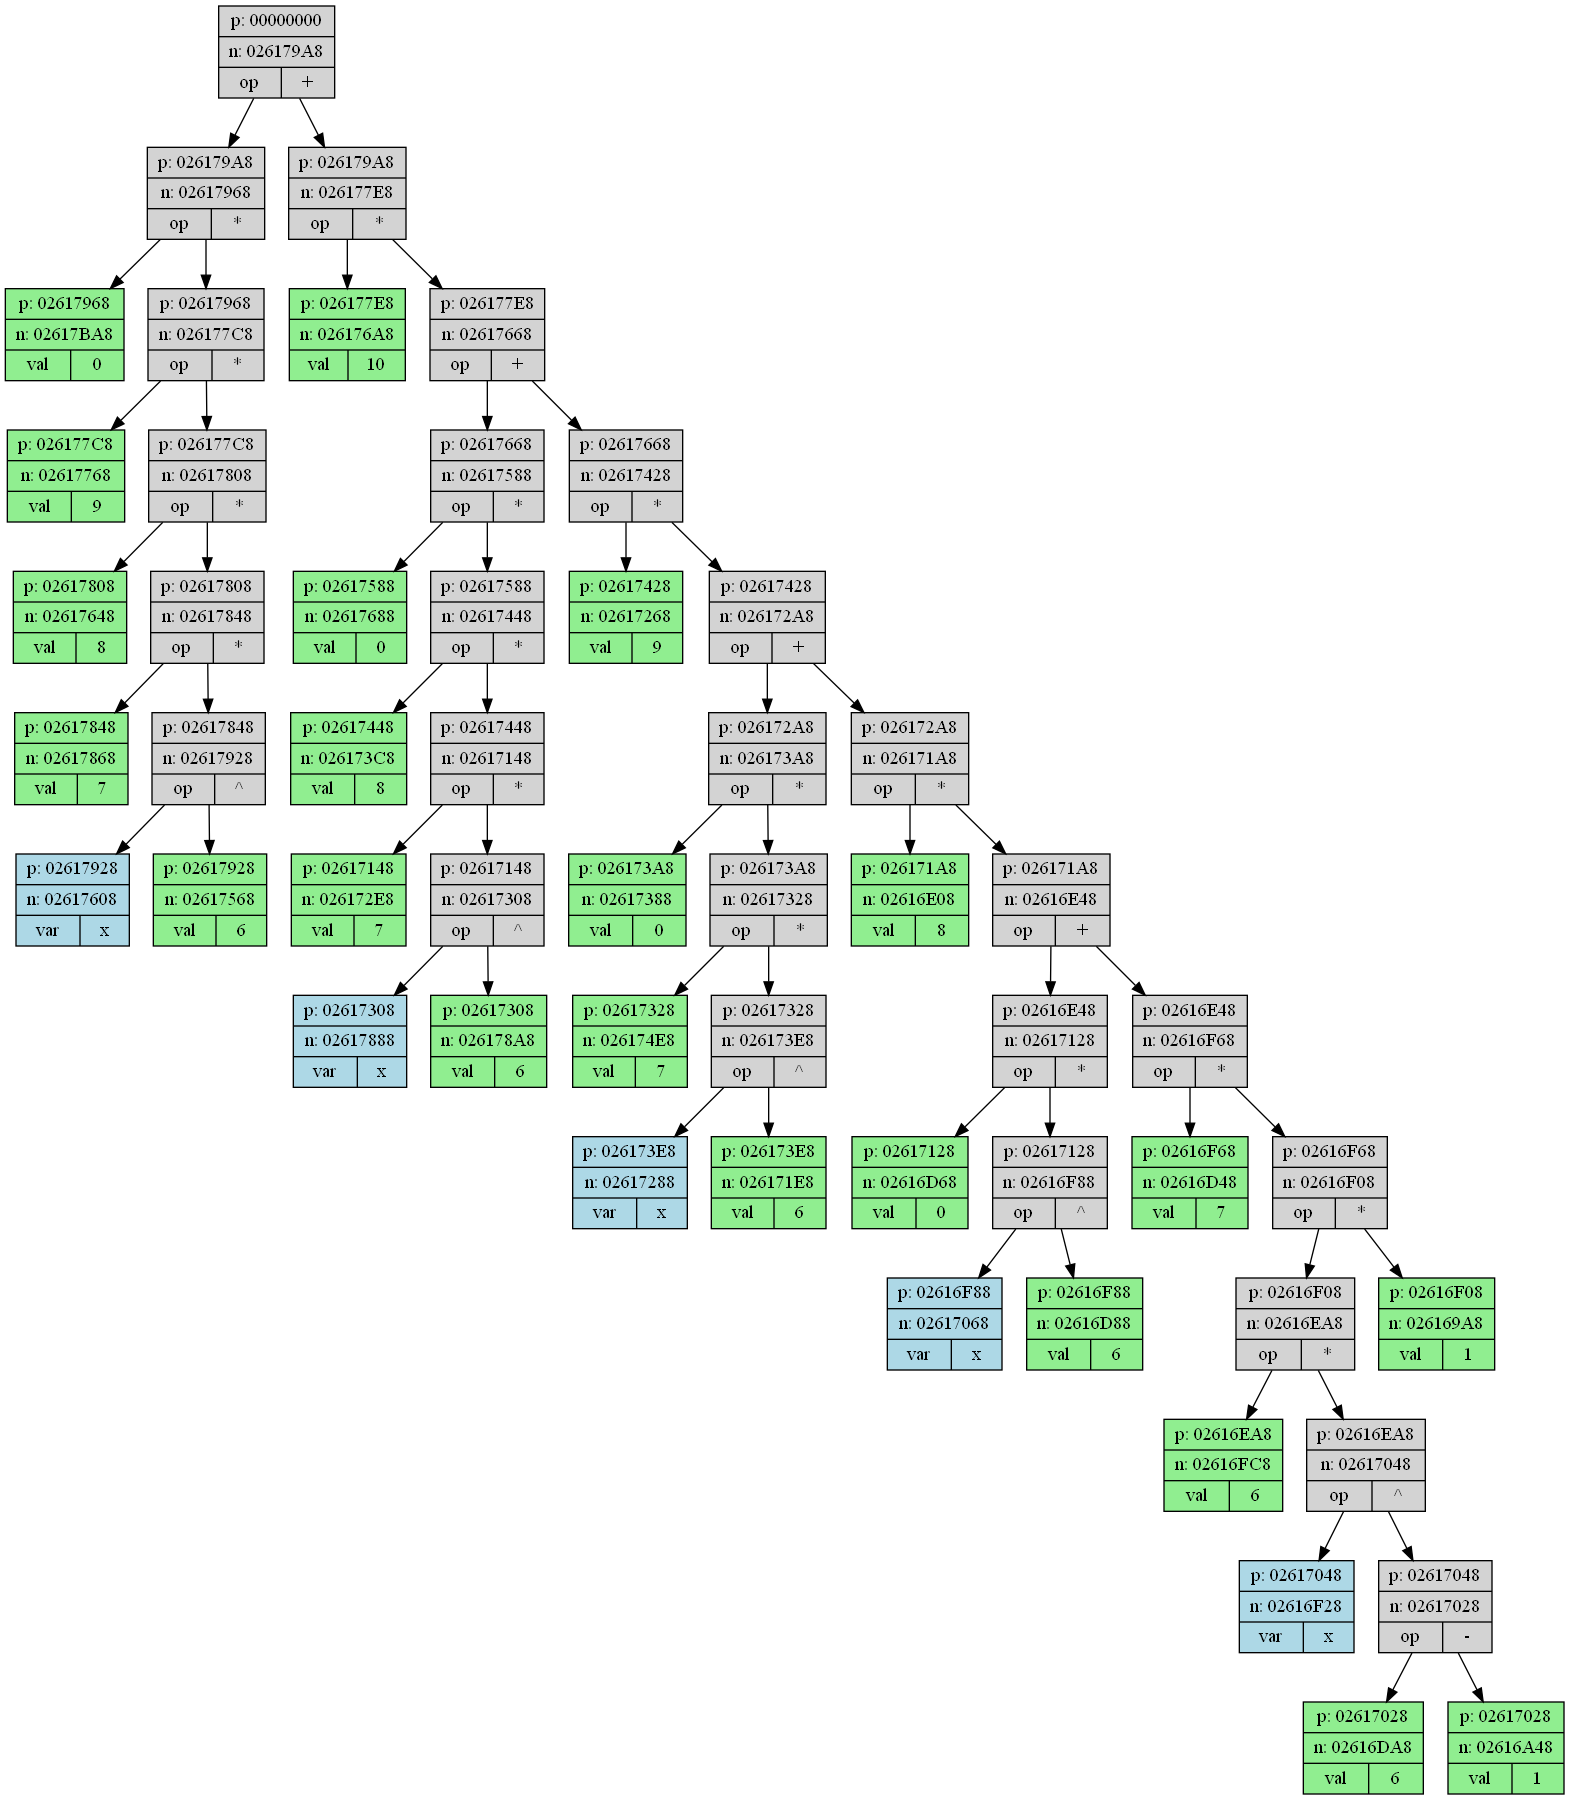 p: 00000000
n: 026179A8
op +
p: 026179A8
n: 02617968
op *
p: 026179A8
n: 026177E8
op *
p: 02617968
n: 02617BA8
val 0
p: 02617968
n: 026177C8
op *
p: 026177E8
n: 026176A8
val 10
p: 026177E8
n: 02617668
op +
p: 026177C8
n: 02617768
val 9
p: 026177C8
n: 02617808
op *
p: 02617668
n: 02617588
op *
p: 02617668
n: 02617428
op *
p: 02617808
n: 02617648
val 8
p: 02617808
n: 02617848
op *
p: 02617588
n: 02617688
val 0
p: 02617588
n: 02617448
op *
p: 02617428
n: 02617268
val 9
p: 02617428
n: 026172A8
op +
p: 02617848
n: 02617868
val 7
p: 02617848
n: 02617928
op ^
p: 02617448
n: 026173C8
val 8
p: 02617448
n: 02617148
op *
p: 026172A8
n: 026173A8
op *
p: 026172A8
n: 026171A8
op *
p: 02617928
n: 02617608
var x
p: 02617928
n: 02617568
val 6
p: 02617148
n: 026172E8
val 7
p: 02617148
n: 02617308
op ^
p: 026173A8
n: 02617388
val 0
p: 026173A8
n: 02617328
op *
p: 026171A8
n: 02616E08
val 8
p: 026171A8
n: 02616E48
op +
p: 02617308
n: 02617888
var x
p: 02617308
n: 026178A8
val 6
p: 02617328
n: 026174E8
val 7
p: 02617328
n: 026173E8
op ^
p: 02616E48
n: 02617128
op *
p: 02616E48
n: 02616F68
op *
p: 026173E8
n: 02617288
var x
p: 026173E8
n: 026171E8
val 6
p: 02617128
n: 02616D68
val 0
p: 02617128
n: 02616F88
op ^
p: 02616F68
n: 02616D48
val 7
p: 02616F68
n: 02616F08
op *
p: 02616F88
n: 02617068
var x
p: 02616F88
n: 02616D88
val 6
p: 02616F08
n: 02616EA8
op *
p: 02616F08
n: 026169A8
val 1
p: 02616EA8
n: 02616FC8
val 6
p: 02616EA8
n: 02617048
op ^
p: 02617048
n: 02616F28
var x
p: 02617048
n: 02617028
op -
p: 02617028
n: 02616DA8
val 6
p: 02617028
n: 02616A48
val 1